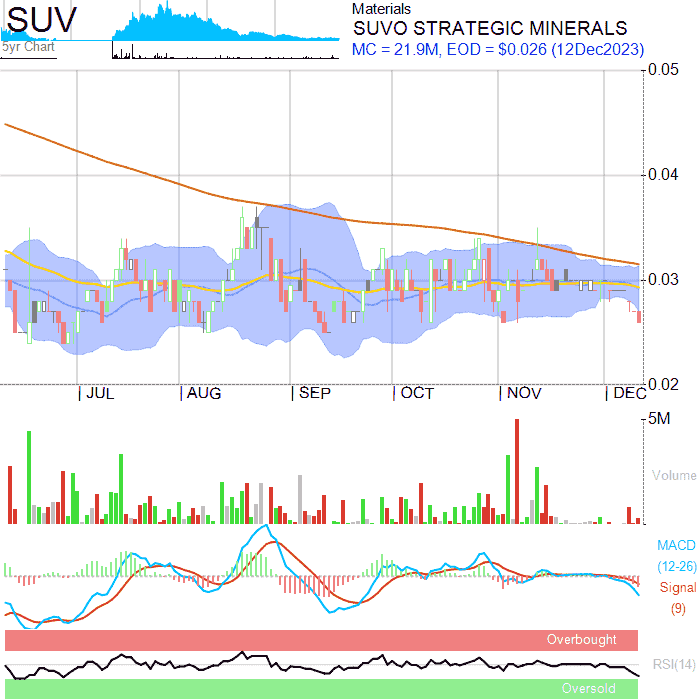 SUV
5yr Chart
Materials
SUVO STRATEGIC MINERALS
MC = 21.9M, EOD = $0.026 (12Dec2023)
0.05
0.04
0.03
0.02
JUL
AUG
SEP
OCT
NOV
DEC
5M
Volume
MACD
(12-26)
Signal
(9)
Overbought
RSI(14)
Oversold